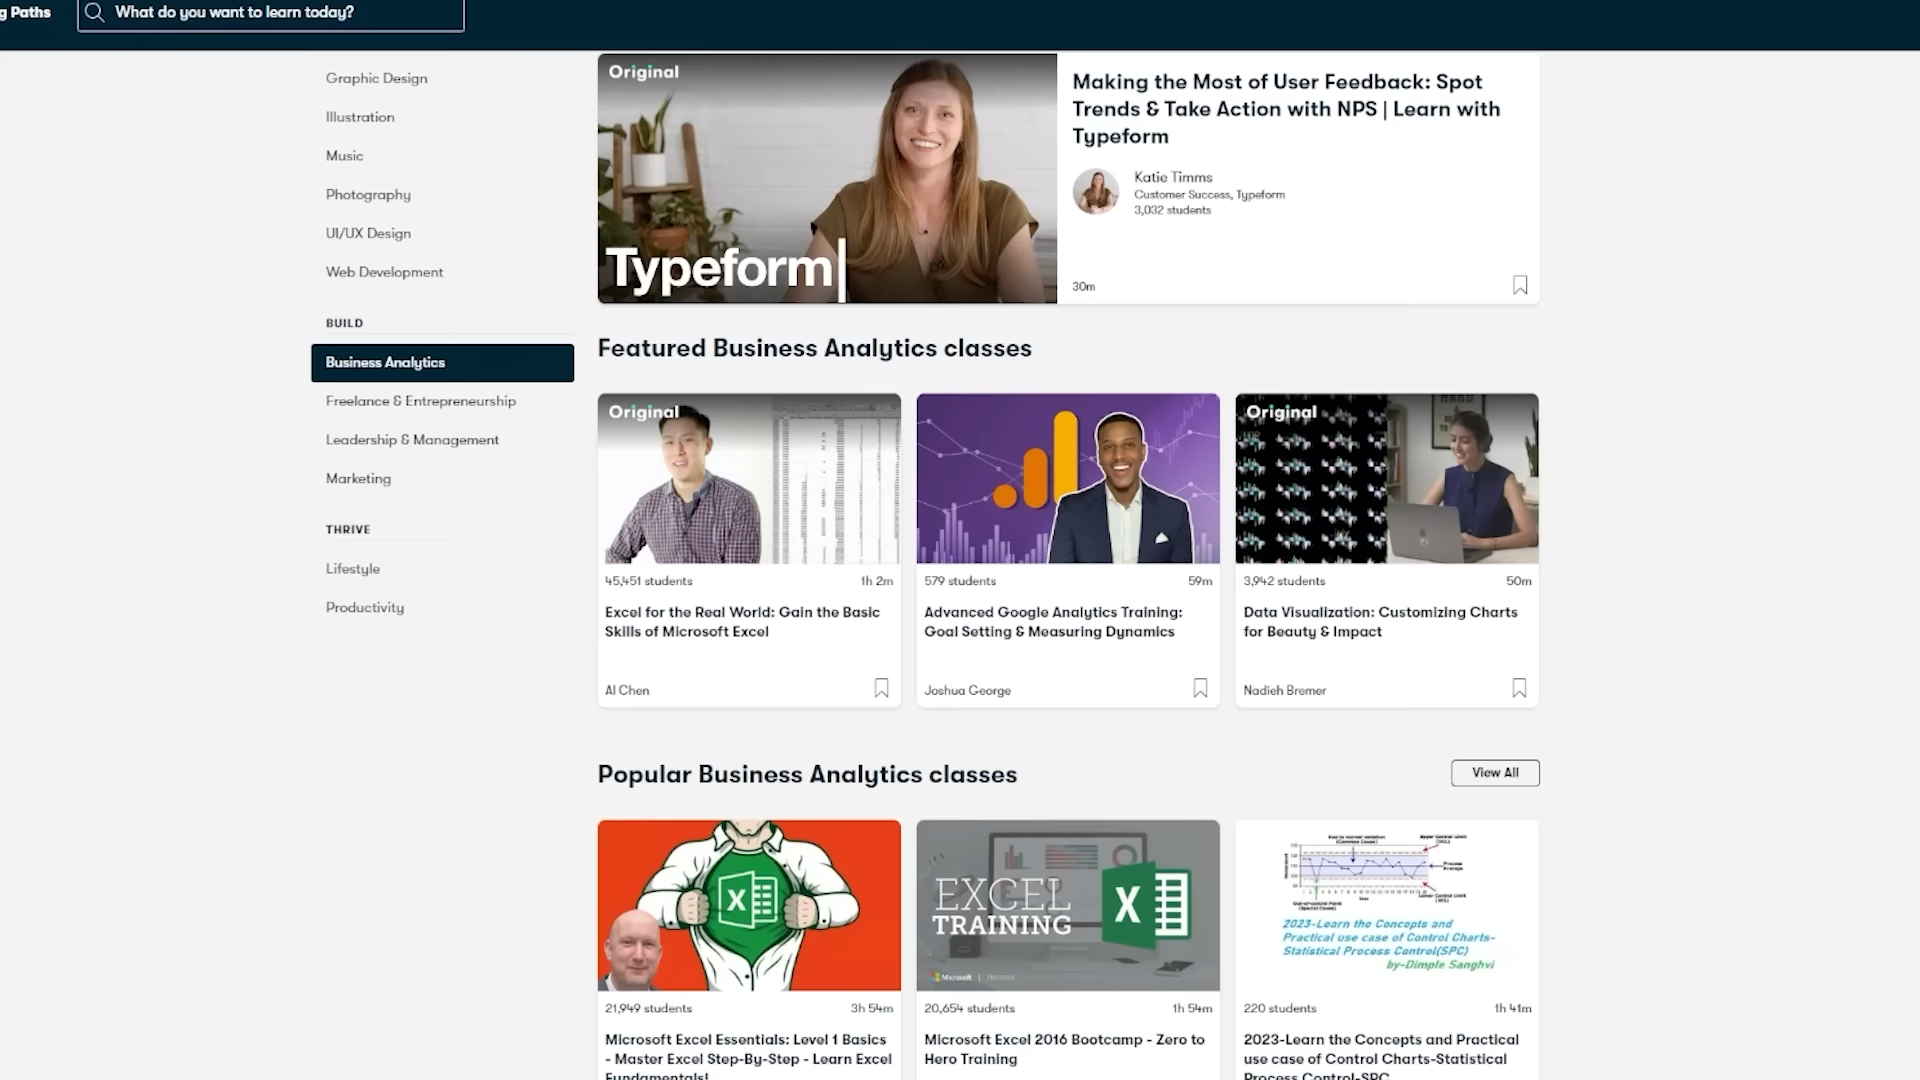 g Paths
What do you want to learn today?
Graphic Design
Illustration
Music
Photography
UI/UX Design
Web Development
BUILD
Business Analytics
Freelance & Entrepreneurship
Leadership & Management
Marketing
THRIVE
Lifestyle
Productivity
Original
Typeform
Making the Most of User Feedback: Spot
Trends & Take Action with NPS | Learn with
Typeform
Katie Timms
Customer Success, Typeform
3,032 students
30m
Featured Business Analytics classes
Original
45,451 students 1h 2m
Excel for the Real World: Gain the Basic
Skills of Microsoft Excel
Al Chen
579 students 59m
Advanced Google Analytics Training:
Goal Setting & Measuring Dynamics
Joshua George
Original
3,942 students 50m
Data Visualization: Customizing Charts
for Beauty & Impact
Nadieh Bremer
Popular Business Analytics classes
View All
X
21,949 students 3h 54m
Microsoft Excel Essentials: Level 1 Basics
- Master Excel Step-By-Step - Learn Excel
Fundamentals!
EXCEL
TRAINING
X
Microsoft
20,654 students 1h 54m
Microsoft Excel 2016 Bootcamp - Zero to
Hero Training
2023-Learn the Concepts and
Practical use case of Control Charts-
Statistical Process Control(SPC)
by-Dimple Sanghvi
220 students 1h 41m
2023-Learn the Concepts and Practical
use case of Control Charts-Statistical
Process Control-SPC